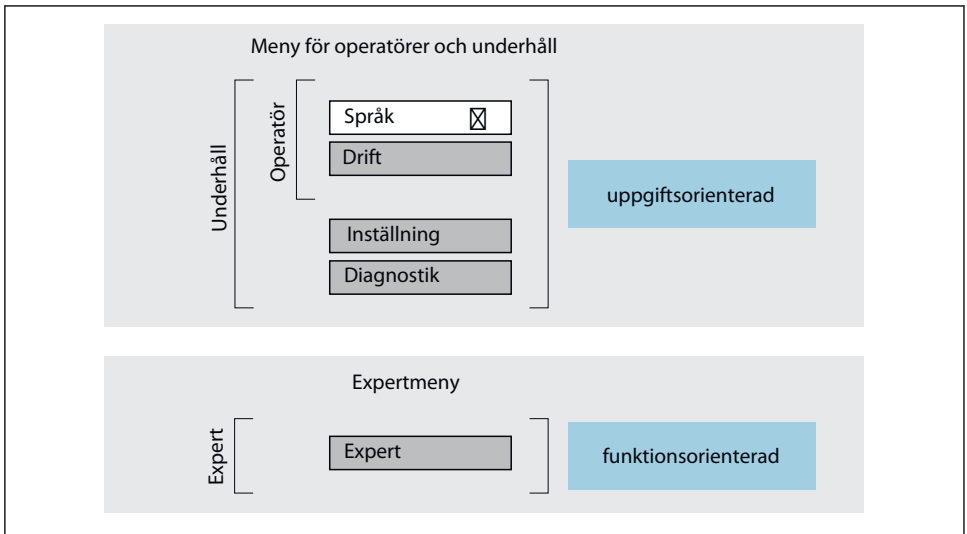 Meny för operatörer och underhåll
Underhåll
Operatör
Språk
Drift
Inställning
Diagnostik
uppgiftsorienterad
Expertmeny
Expert
Expert
funktionsorienterad